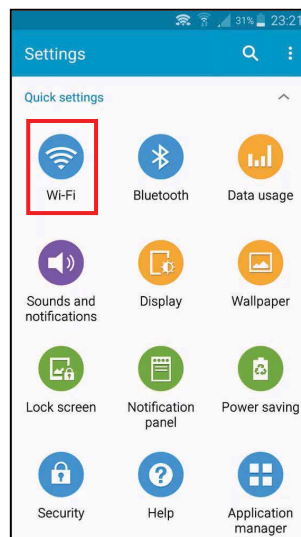 31% 23:21
Settings
Quick settings
Wi-Fi Bluetooth Data usage
Sounds and Display Wallpaper
notifications
Lock screen Notification Power saving
panel
Security Help Application
manager